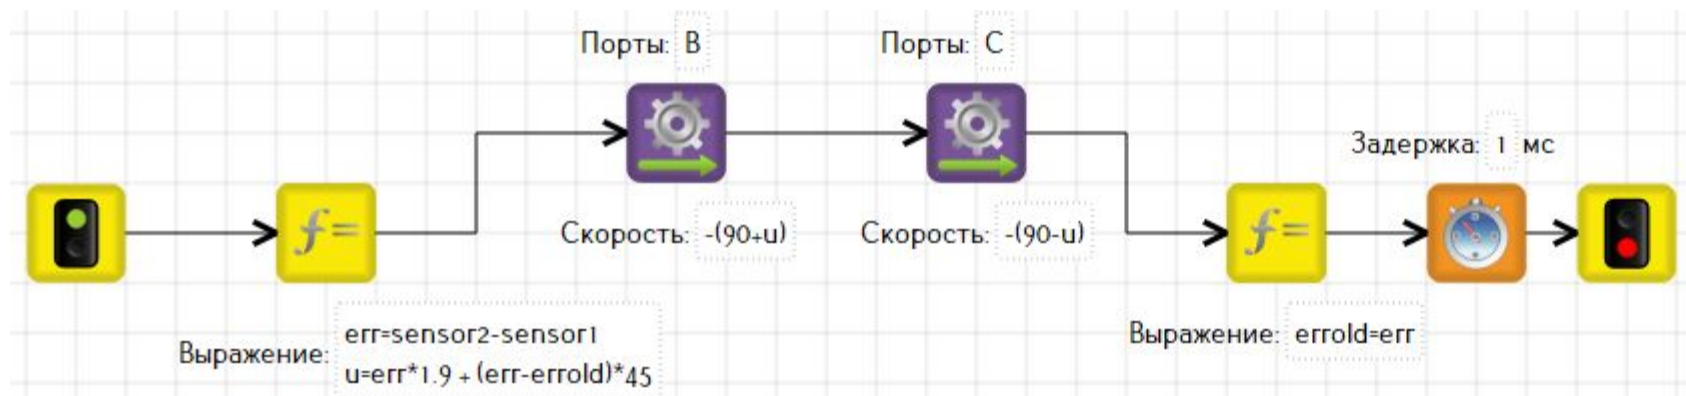 Порты: B
Порты: C
Задержка: 1 мс
f=
f=
Скорость: -(90+u)
Скорость: -(90-u)
Выражение: err=sensor2-sensor1
u=err*1.9 + (err-errold)*45
Выражение: errold=err